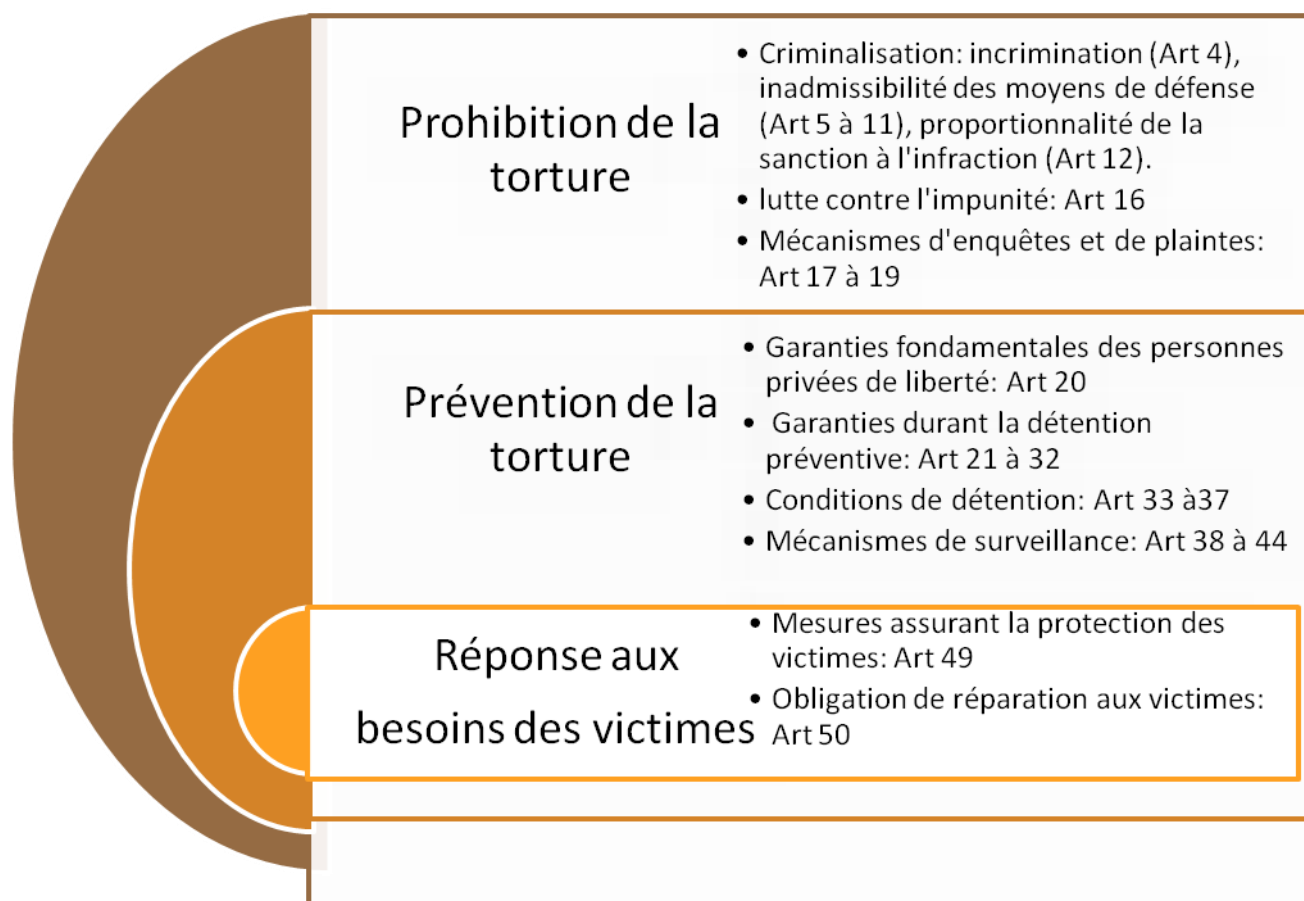 Prohibition de la
torture
• Criminalisation: incrimination (Art 4),
inadmissibilité des moyens de défense
(Art 5 à 11), proportionnalité de la
sanction à l'infraction (Art 12).
• lutte contre l'impunité: Art 16
• Mécanismes d'enquêtes et de plaintes:
Art 17 à 19
Prévention de la
torture
• Garanties fondamentales des personnes
privées de liberté: Art 20
• Garanties durant la détention
préventive: Art 21 à 32
• Conditions de détention: Art 33 à37
• Mécanismes de surveillance: Art 38 à 44
Réponse aux
besoins des victimes
• Mesures assurant la protection des
victimes: Art 49
• Obligation de réparation aux victimes:
Art 50